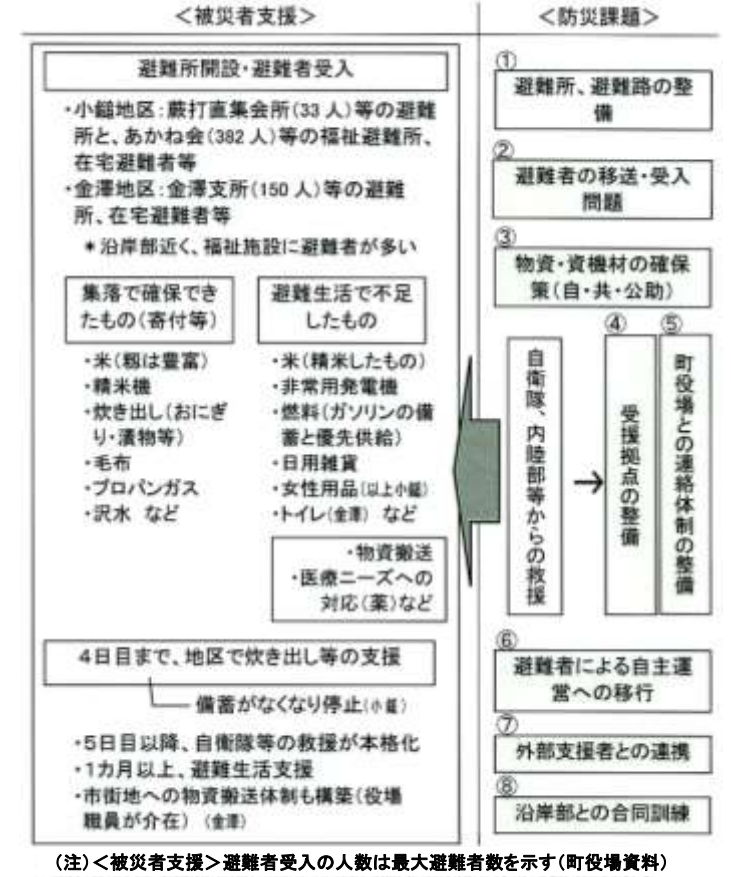 ＜被災者支援＞
避難所開設・避難者受入
・小鎚地区：蕨打直集会所(33 人)等の避難
所と、あかね会(382 人)等の福祉避難所、
在宅避難者等
・金澤地区：金澤支所(150 人)等の避難
所、在宅避難者等
＊沿岸部近く、福祉施設に避難者が多い
集落で確保でき
たもの(寄付等)
・米(籾は豊富)
・精米機
・炊き出し(おにぎ
り・漬物等)
・毛布
・プロパンガス
・沢水 など
避難生活で不足
したもの
・米(精米したもの)
・非常用発電機
・燃料(ガソリンの備
蓄と優先供給)
・日用雑貨
・女性用品(以上小鎚)
・トイレ(金澤) など
・物資搬送
・医療ニーズへの
対応(薬)など
4日目まで、地区で炊き出し等の支援
備蓄がなくなり停止(小鎚)
・5日目以降、自衛隊等の救援が本格化
・1カ月以上、避難生活支援
・市街地への物資搬送体制も構築(役場
職員が介在) (金澤)
＜防災課題＞
①
避難所、避難路の整
備
②
避難者の移送・受入
問題
③
物資・資機材の確保
策(自・共・公助)
自衛隊、内陸部等からの救援
→
④
受援拠点の整備
⑤
町役場との連絡体制の整備
⑥
避難者による自主運
営への移行
⑦
外部支援者との連携
⑧
沿岸部との合同訓練
(注)＜被災者支援＞避難者受入の人数は最大避難者数を示す(町役場資料)